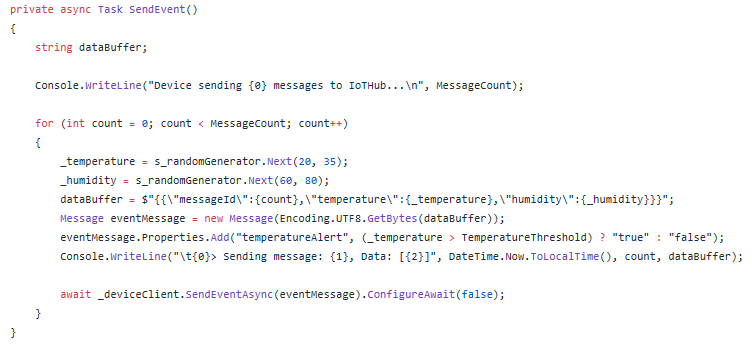 private async Task SendEvent()
{
    string dataBuffer;

    Console.WriteLine("Device sending {0} messages to IoTHub...\n", MessageCount);

    for (int count = 0; count < MessageCount; count++)
    {
        _temperature = s_randomGenerator.Next(20, 35);
        _humidity = s_randomGenerator.Next(60, 80);
        dataBuffer = $"{{\"messageId\":{count},\"temperature\":{_temperature},\"humidity\":{_humidity}}}";
        Message eventMessage = new Message(Encoding.UTF8.GetBytes(dataBuffer));
        eventMessage.Properties.Add("temperatureAlert", (_temperature > TemperatureThreshold) ? "true" : "false");
        Console.WriteLine("\t{0}> Sending message: {1}, Data: [{2}]", DateTime.Now.ToLocalTime(), count, dataBuffer);

        await _deviceClient.SendEventAsync(eventMessage).ConfigureAwait(false);
    }
}